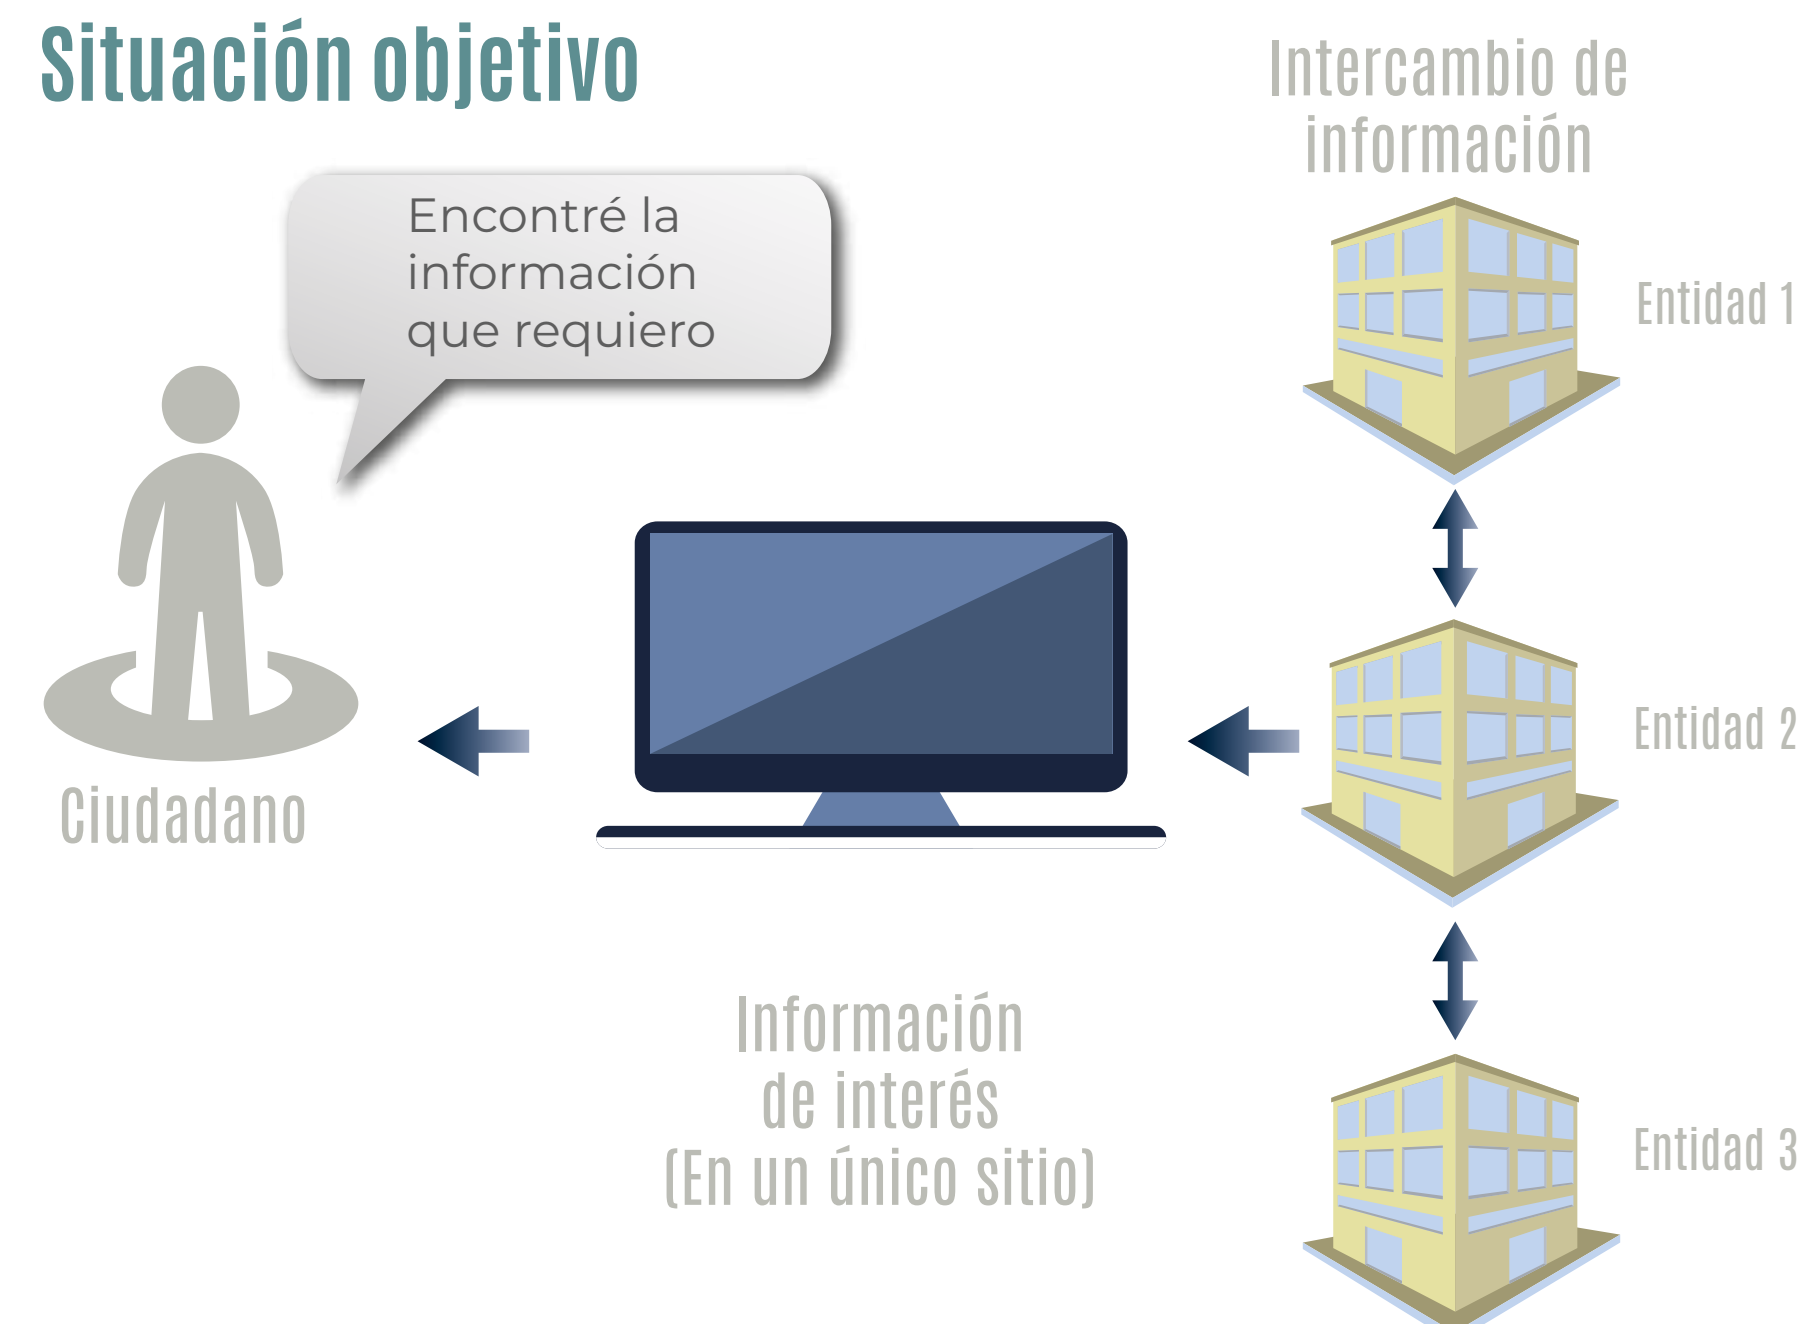 Situación objetivo
Intercambio de
información
Encontré la
información
que requiero
Entidad 1
Entidad 2
Ciudadano
Información
de interés
(En un único sitio)
Entidad 3